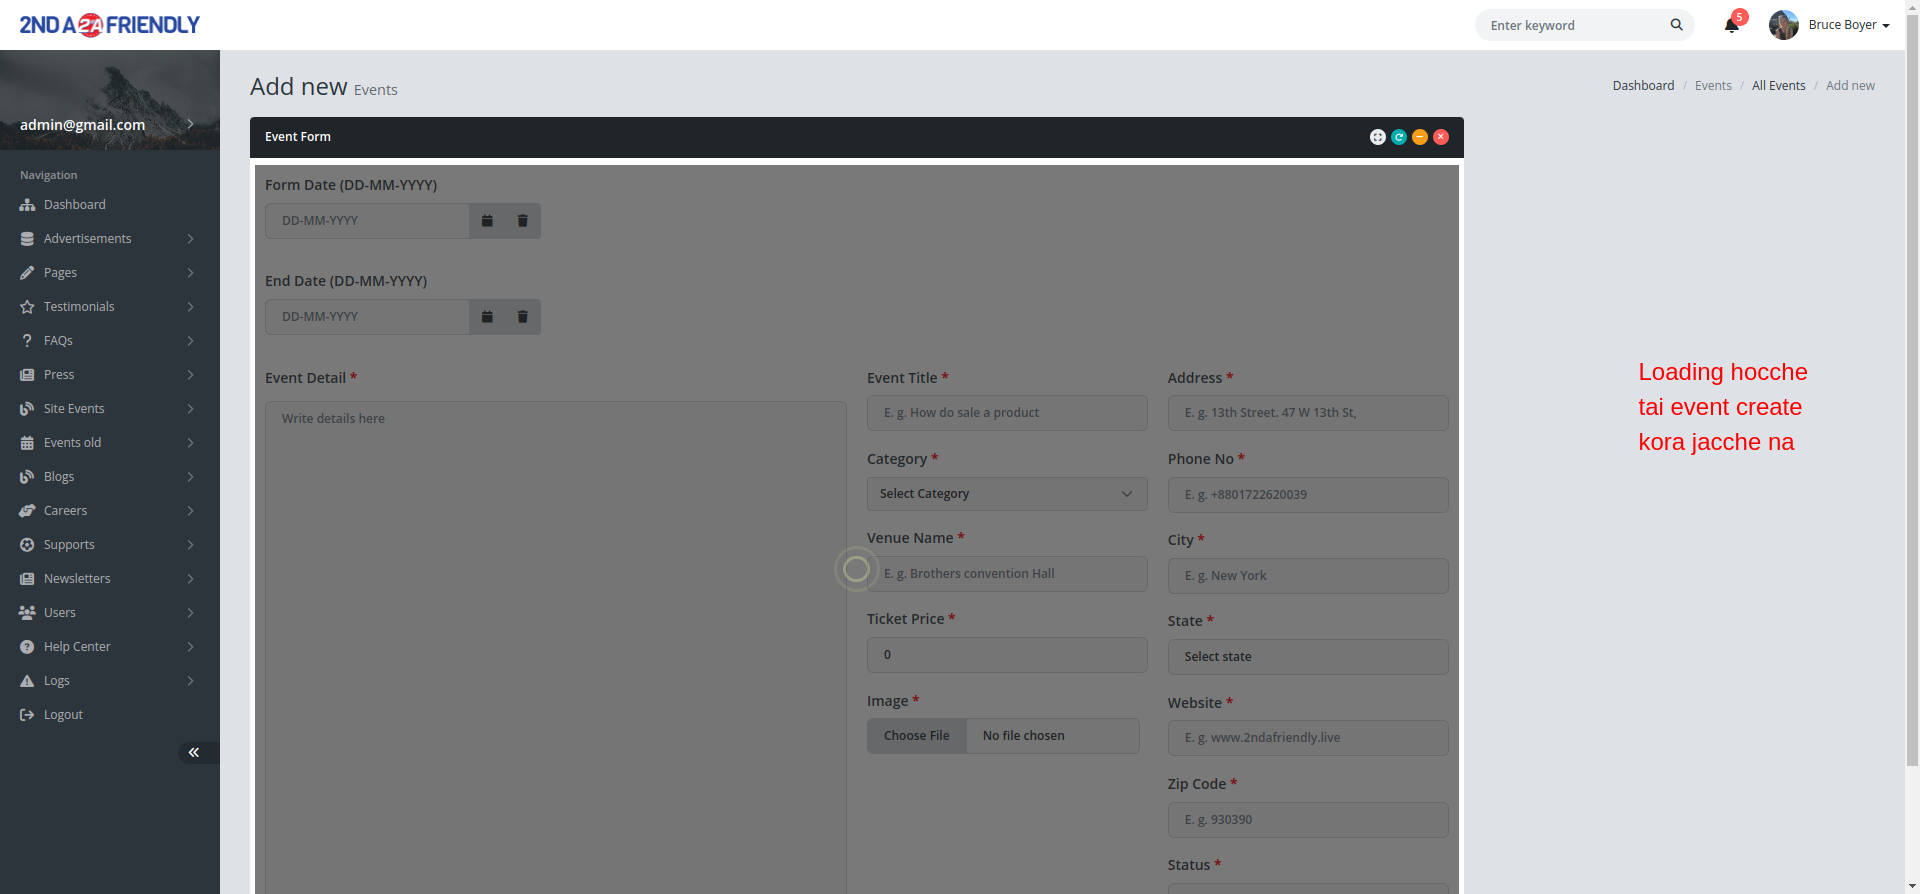 2ND A 2A FRIENDLY
Enter keyword
5
Bruce Boyer
admin@gmail.com
Navigation
Dashboard
Advertisements
Pages
Testimonials
FAQs
Press
Site Events
Events old
Blogs
Careers
Supports
Newsletters
Users
Help Center
Logs
Logout
Add new Events
Dashboard / Events / All Events / Add new
Event Form
Form Date (DD-MM-YYYY)
DD-MM-YYYY
End Date (DD-MM-YYYY)
DD-MM-YYYY
Event Detail *
Write details here
Event Title *
E. g. How do sale a product
Category *
Select Category
Venue Name *
E. g. Brothers convention Hall
Ticket Price *
0
Image *
Choose File No file chosen
Address *
E. g. 13th Street. 47 W 13th St,
Phone No *
E. g. +8801722620039
City *
E. g. New York
State *
Select state
Website *
E. g. www.2ndafriendly.live
Zip Code *
E. g. 930390
Status *
Loading hocche
tai event create
kora jacche na